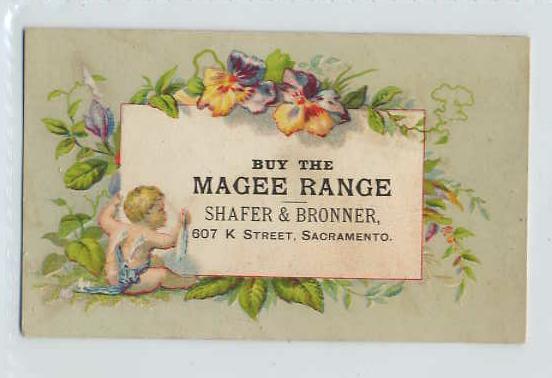 BUY THE
MAGEE RANGE
SHAFER & BRONNER,
607 K STREET, SACRAMENTO.